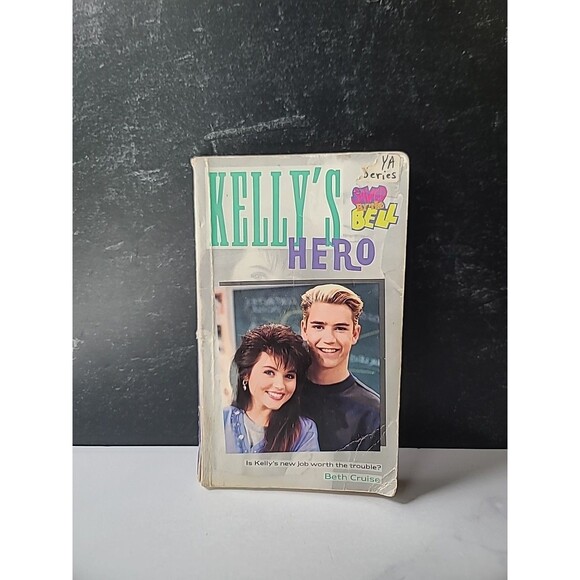 YA
Series
KELLY'S
SAVED
BY THE
BELL
HERO
Is Kelly's new job worth the trouble?
Beth Cruise